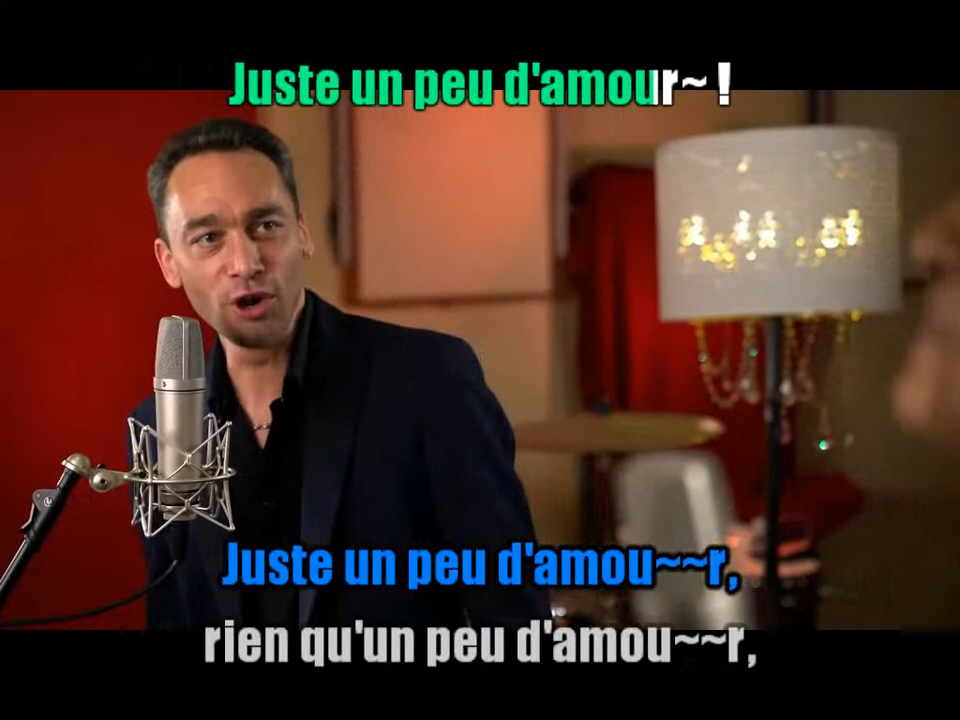 Juste un peu d'amour~ !
Juste un peu d'amou~~r,
rien qu'un peu d'amou~~r,